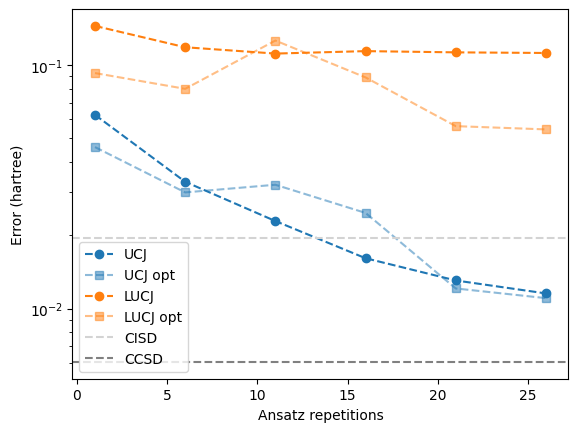 10⁻¹
10⁻²
Error (hartree)
UCJ
UCJ opt
LUCJ
LUCJ opt
CISD
CCSD
0 5 10 15 20 25
Ansatz repetitions